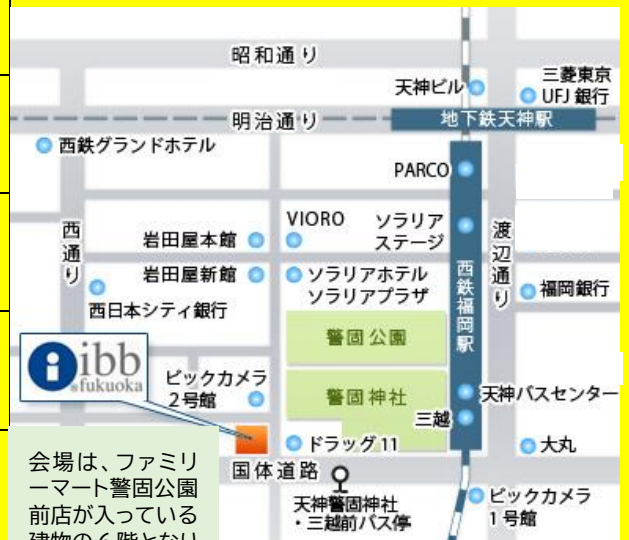 昭和通り
天神ビル
三菱東京
UFJ 銀行
明治通り
地下鉄天神駅
西鉄グランドホテル
PARCO
西通り
VIORO
ソラリア
ステージ
渡辺通り
岩田屋本館
岩田屋新館
ソラリアホテル
ソラリアプラザ
西鉄福岡駅
福岡銀行
西日本シティ銀行
警固公園
ibb
fukuoka
ビックカメラ
2号館
警固神社
天神バスセンター
三越
ドラッグ11
大丸
国体道路
会場は、ファミリ
ーマート警固公園
前店が入っている
建物の6階となり
天神警固神社
・三越前バス停
ビックカメラ
1号館